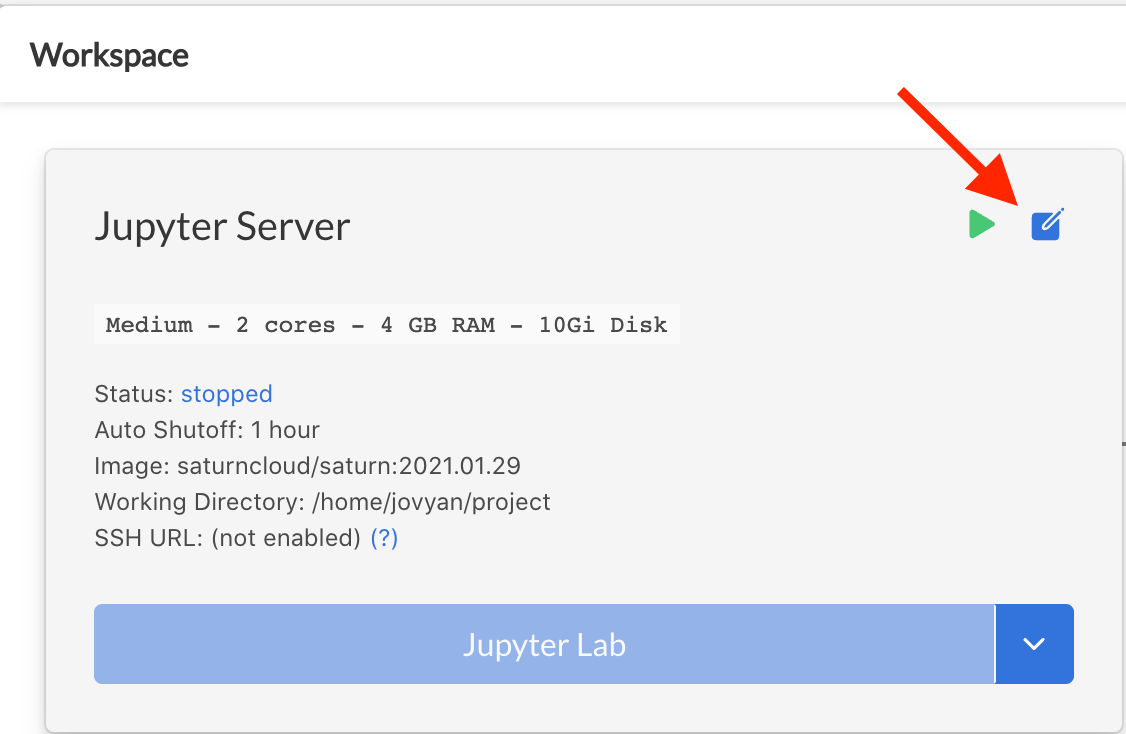 Workspace
Jupyter Server
Medium - 2 cores - 4 GB RAM - 10Gi Disk
Status: stopped
Auto Shutoff: 1 hour
Image: saturncloud/saturn:2021.01.29
Working Directory: /home/jovyan/project
SSH URL: (not enabled) (?)
Jupyter Lab